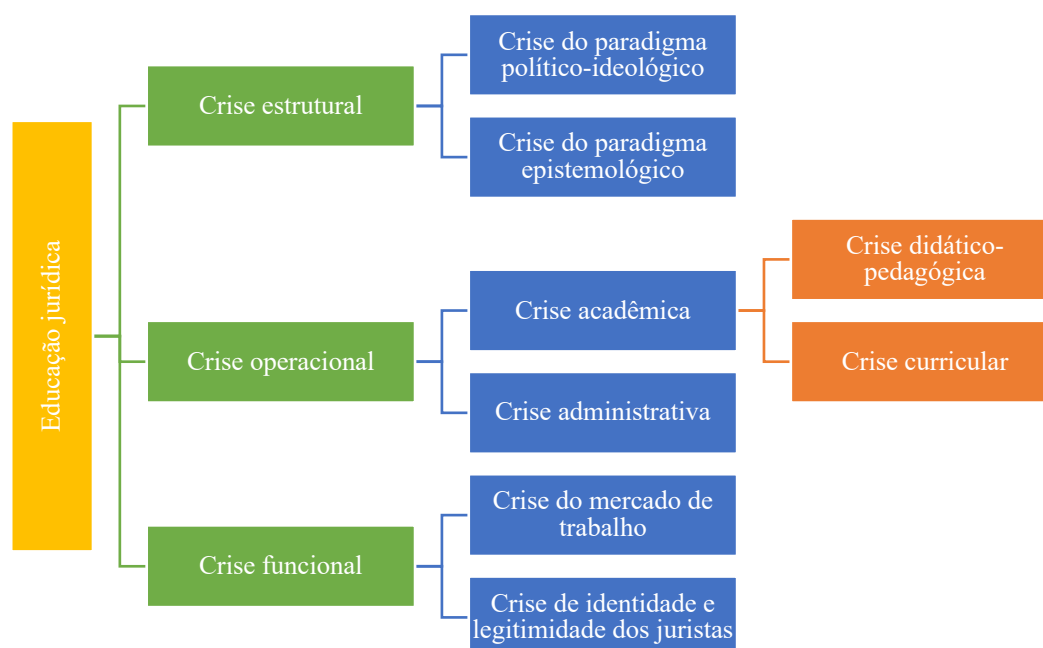 Educação jurídica
Crise estrutural
Crise do paradigma
político-ideológico
Crise do paradigma
epistemológico
Crise operacional
Crise acadêmica
Crise didático-
pedagógica
Crise curricular
Crise administrativa
Crise funcional
Crise do mercado de
trabalho
Crise de identidade e
legitimidade dos juristas